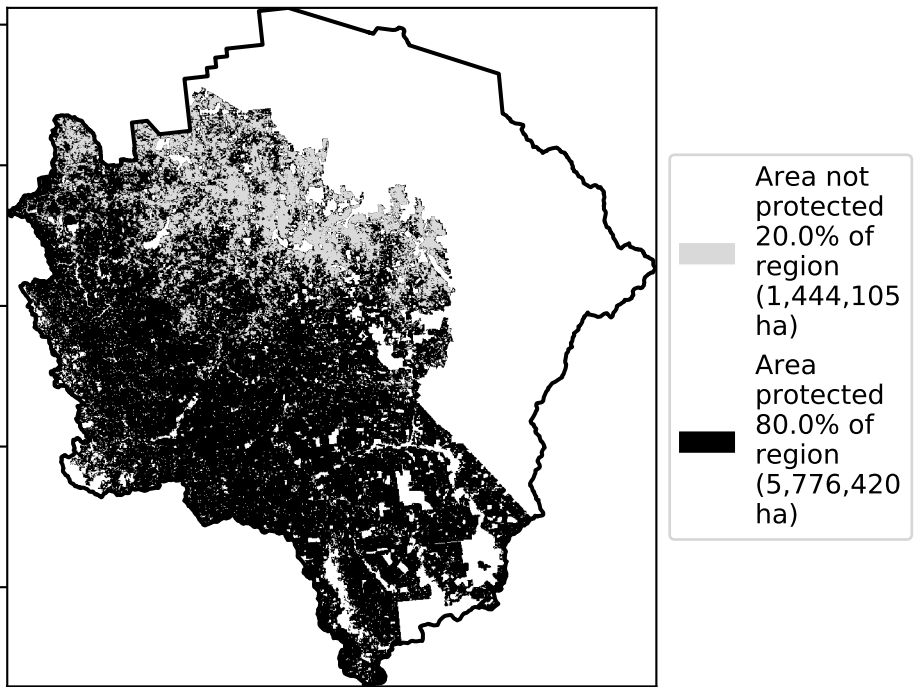 Area not
protected
20.0% of
region
(1,444,105
ha)
Area
protected
80.0% of
region
(5,776,420
ha)